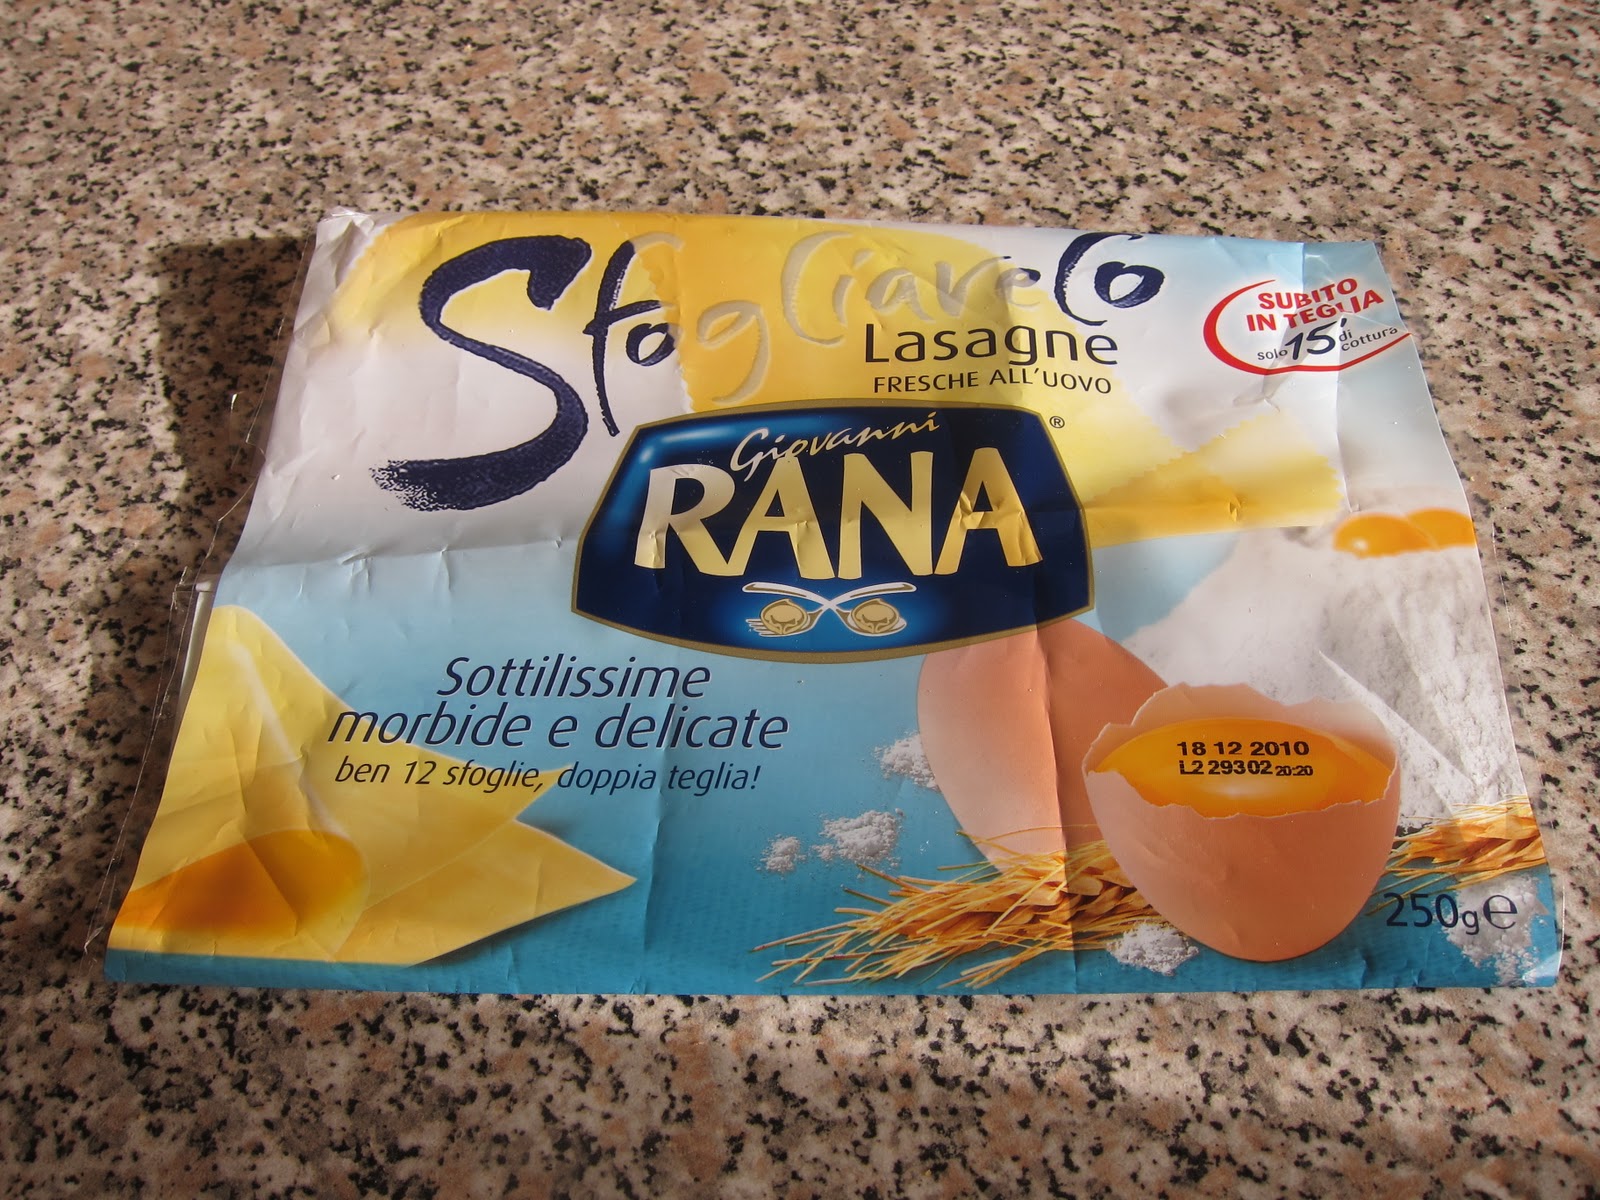 Sfogliavelo
Lasagne
FRESCHE ALL'UOVO
SUBITO
IN TEGLIA
solo 15' di cottura
Giovanni
RANA
®
Sottilissime
morbide e delicate
ben 12 sfoglie, doppia teglia!
18 12 2010
L2 29302 20:20
250g e